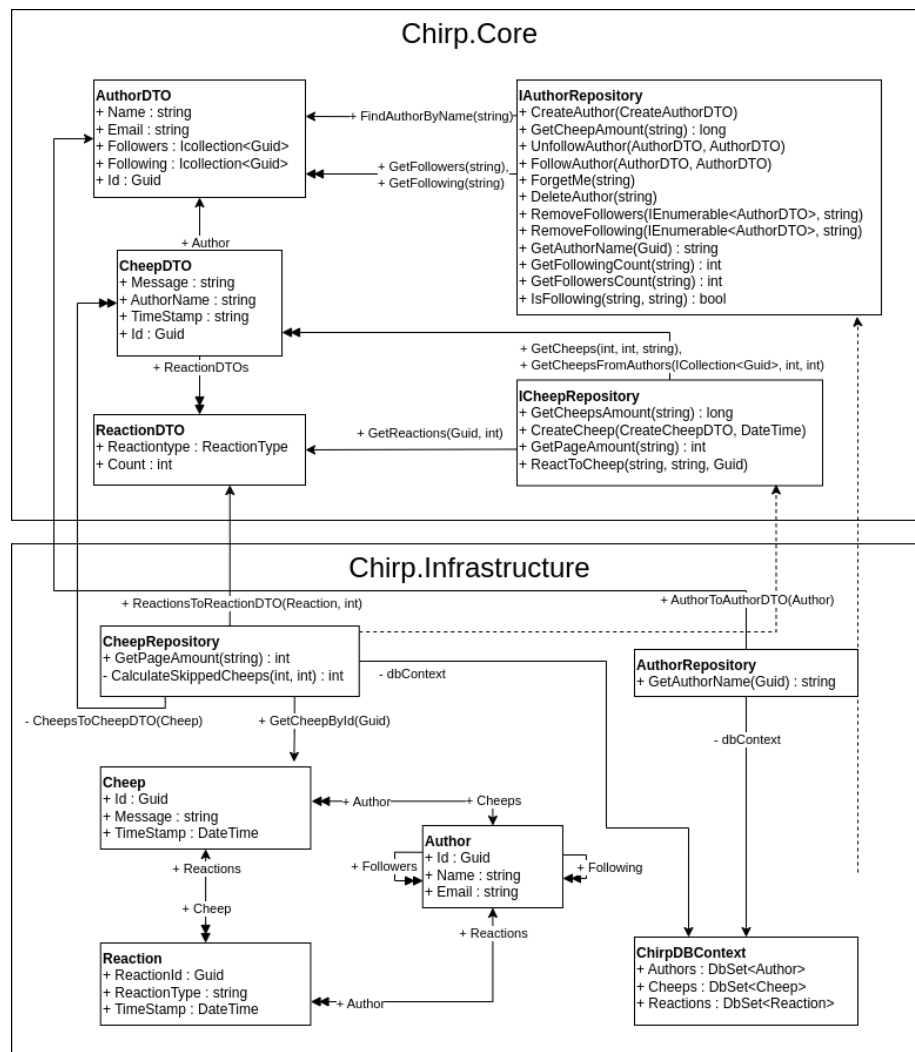 Chirp.Core
AuthorDTO
+ Name : string
+ Email : string
+ Followers : Icollection<Guid>
+ Following : Icollection<Guid>
+ Id : Guid
+ FindAuthorByName(string)
+ GetFollowers(string),
+ GetFollowing(string)
IAuthorRepository
+ CreateAuthor(CreateAuthorDTO)
+ GetCheepAmount(string) : long
+ UnfollowAuthor(AuthorDTO, AuthorDTO)
+ FollowAuthor(AuthorDTO, AuthorDTO)
+ ForgetMe(string)
+ DeleteAuthor(string)
+ RemoveFollowers(IEnumerable<AuthorDTO>, string)
+ RemoveFollowing(IEnumerable<AuthorDTO>, string)
+ GetAuthorName(Guid) : string
+ GetFollowingCount(string) : int
+ GetFollowersCount(string) : int
+ IsFollowing(string, string) : bool
+ Author
CheepDTO
+ Message : string
+ AuthorName : string
+ TimeStamp : string
+ Id : Guid
+ GetCheeps(int, int, string),
+ GetCheepsFromAuthors(ICollection<Guid>, int, int)
+ ReactionDTOs
ReactionDTO
+ Reactiontype : ReactionType
+ Count : int
+ GetReactions(Guid, int)
ICheepRepository
+ GetCheepsAmount(string) : long
+ CreateCheep(CreateCheepDTO, DateTime)
+ GetPageAmount(string) : int
+ ReactToCheep(string, string, Guid)
Chirp.Infrastructure
+ ReactionsToReactionDTO(Reaction, int)
+ AuthorToAuthorDTO(Author)
CheepRepository
+ GetPageAmount(string) : int
- CalculateSkippedCheeps(int, int) : int
- dbContext
AuthorRepository
+ GetAuthorName(Guid) : string
- CheepsToCheepDTO(Cheep)
+ GetCheepById(Guid)
- dbContext
Cheep
+ Id : Guid
+ Message : string
+ TimeStamp : DateTime
+ Author
+ Cheeps
Author
+ Id : Guid
+ Name : string
+ Email : string
+ Followers
+ Following
+ Reactions
+ Cheep
+ Reactions
Reaction
+ ReactionId : Guid
+ ReactionType : string
+ TimeStamp : DateTime
+ Author
ChirpDBContext
+ Authors : DbSet<Author>
+ Cheeps : DbSet<Cheep>
+ Reactions : DbSet<Reaction>